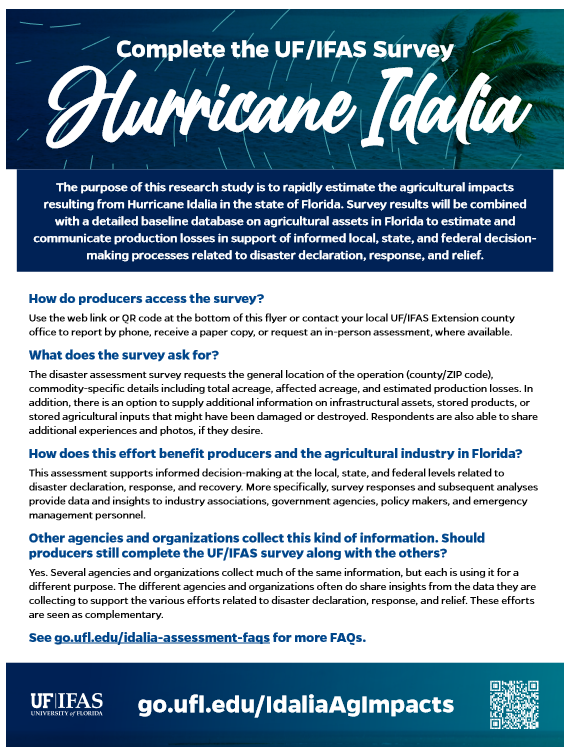 Complete the UF/IFAS Survey
Hurricane Idalia
The purpose of this research study is to rapidly estimate the agricultural impacts
resulting from Hurricane Idalia in the state of Florida. Survey results will be combined
with a detailed baseline database on agricultural assets in Florida to estimate and
communicate production losses in support of informed local, state, and federal decision-
making processes related to disaster declaration, response, and relief.
How do producers access the survey?
Use the web link or QR code at the bottom of this flyer or contact your local UF/IFAS Extension county
office to report by phone, receive a paper copy, or request an in-person assessment, where available.
What does the survey ask for?
The disaster assessment survey requests the general location of the operation (county/ZIP code),
commodity-specific details including total acreage, affected acreage, and estimated production losses. In
addition, there is an option to supply additional information on infrastructural assets, stored products, or
stored agricultural inputs that might have been damaged or destroyed. Respondents are also able to share
additional experiences and photos, if they desire.
How does this effort benefit producers and the agricultural industry in Florida?
This assessment supports informed decision-making at the local, state, and federal levels related to
disaster declaration, response, and recovery. More specifically, survey responses and subsequent analyses
provide data and insights to industry associations, government agencies, policy makers, and emergency
management personnel.
Other agencies and organizations collect this kind of information. Should
producers still complete the UF/IFAS survey along with the others?
Yes. Several agencies and organizations collect much of the same information, but each is using it for a
different purpose. The different agencies and organizations often do share insights from the data they are
collecting to support the various efforts related to disaster declaration, response, and relief. These efforts
are seen as complementary.
See go.ufl.edu/idalia-assessment-faqs for more FAQs.
UF|IFAS
UNIVERSITY of FLORIDA
go.ufl.edu/IdaliaAgImpacts